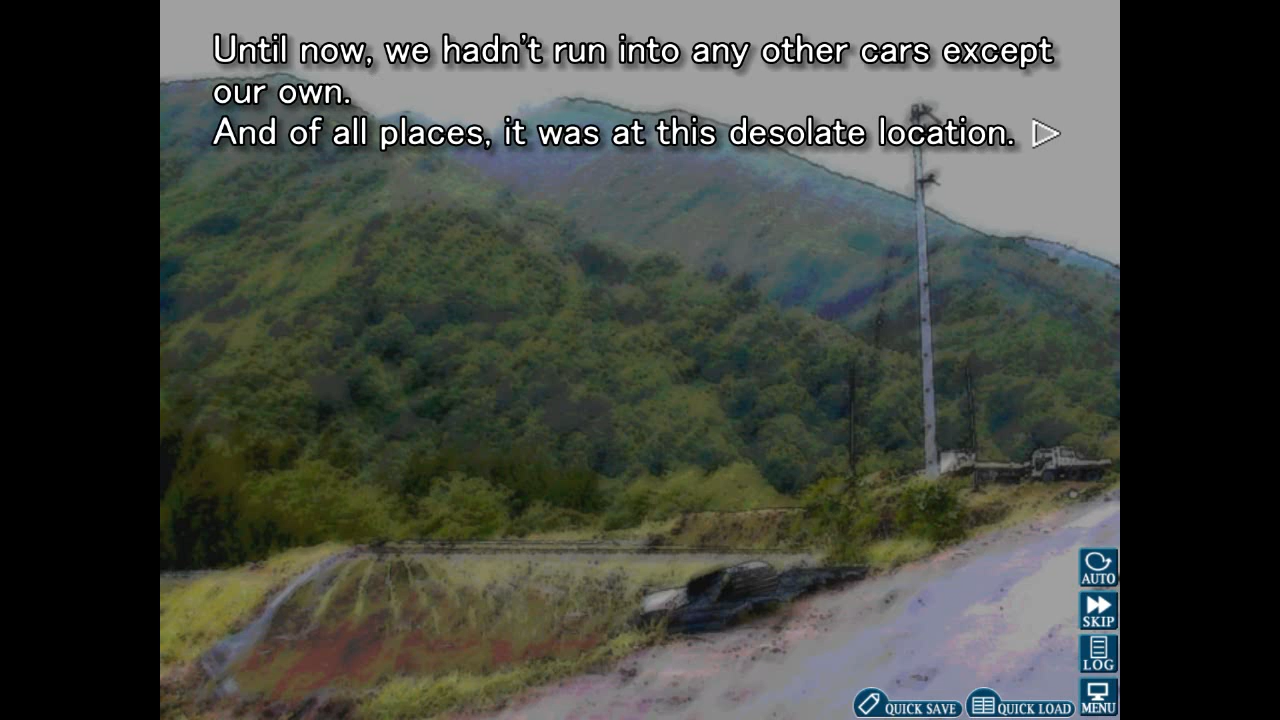 Until now, we hadn't run into any other cars except
our own.
And of all places, it was at this desolate location.
AUTO
SKIP
LOG
MENU
QUICK SAVE
QUICK LOAD